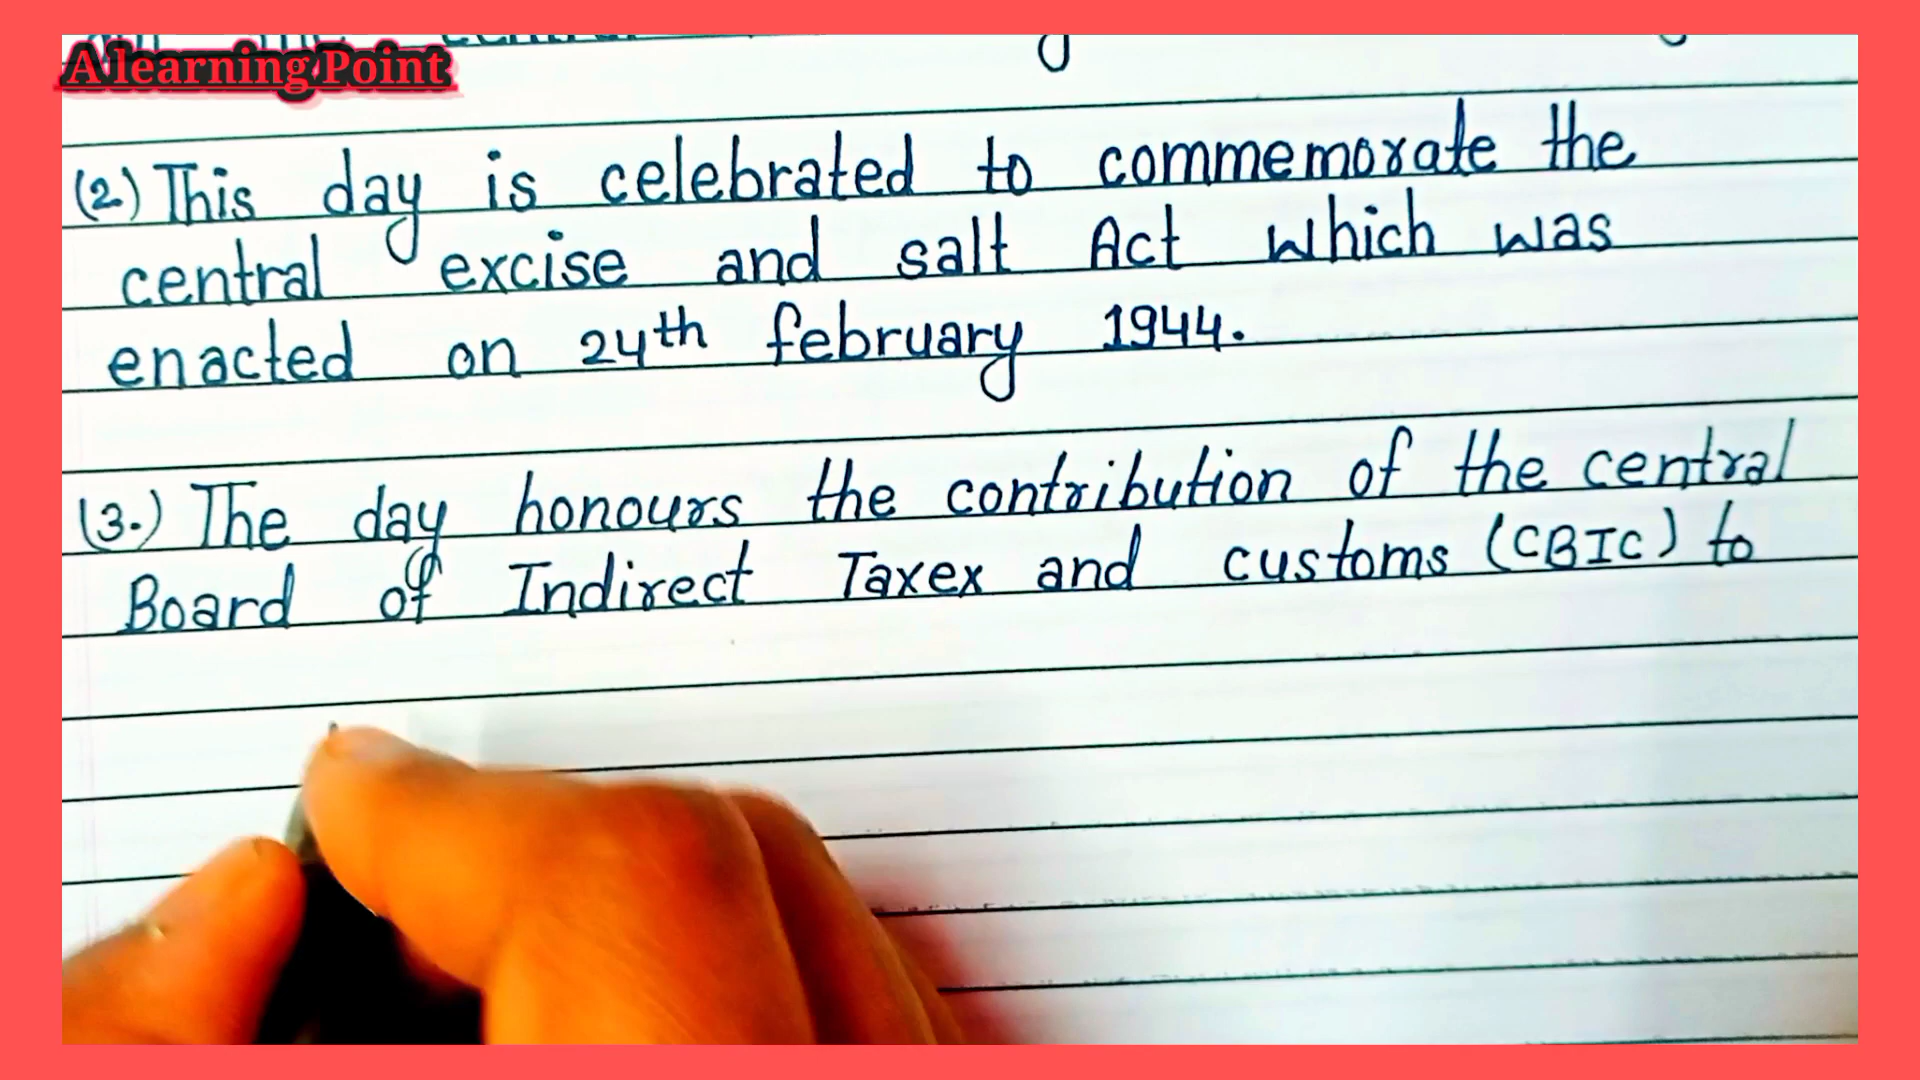 A learning Point
(2) This day is celebrated to commemorate the
central excise and salt Act which was
enacted on 24th february 1944.
(3.) The day honours the contribution of the central
Board of Indirect Taxex and customs (CBIC) to